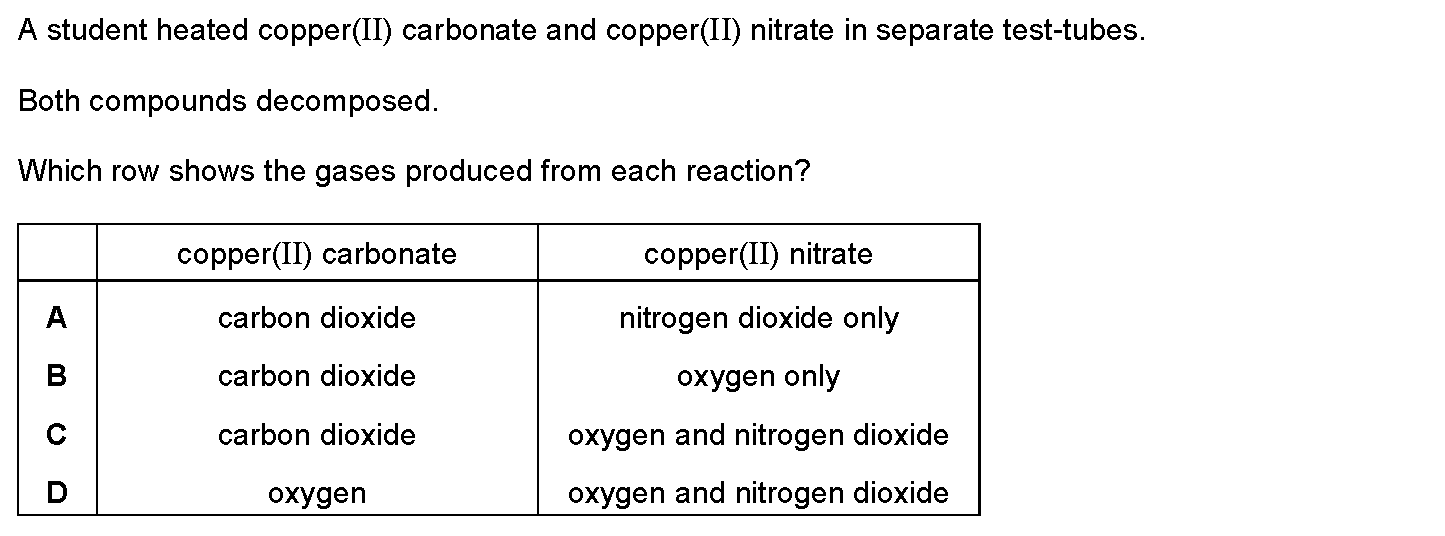 A student heated copper(II) carbonate and copper(II) nitrate in separate test-tubes.
Both compounds decomposed.
Which row shows the gases produced from each reaction?
copper(II) carbonate copper(II) nitrate
A carbon dioxide nitrogen dioxide only
B carbon dioxide oxygen only
C carbon dioxide oxygen and nitrogen dioxide
D oxygen oxygen and nitrogen dioxide